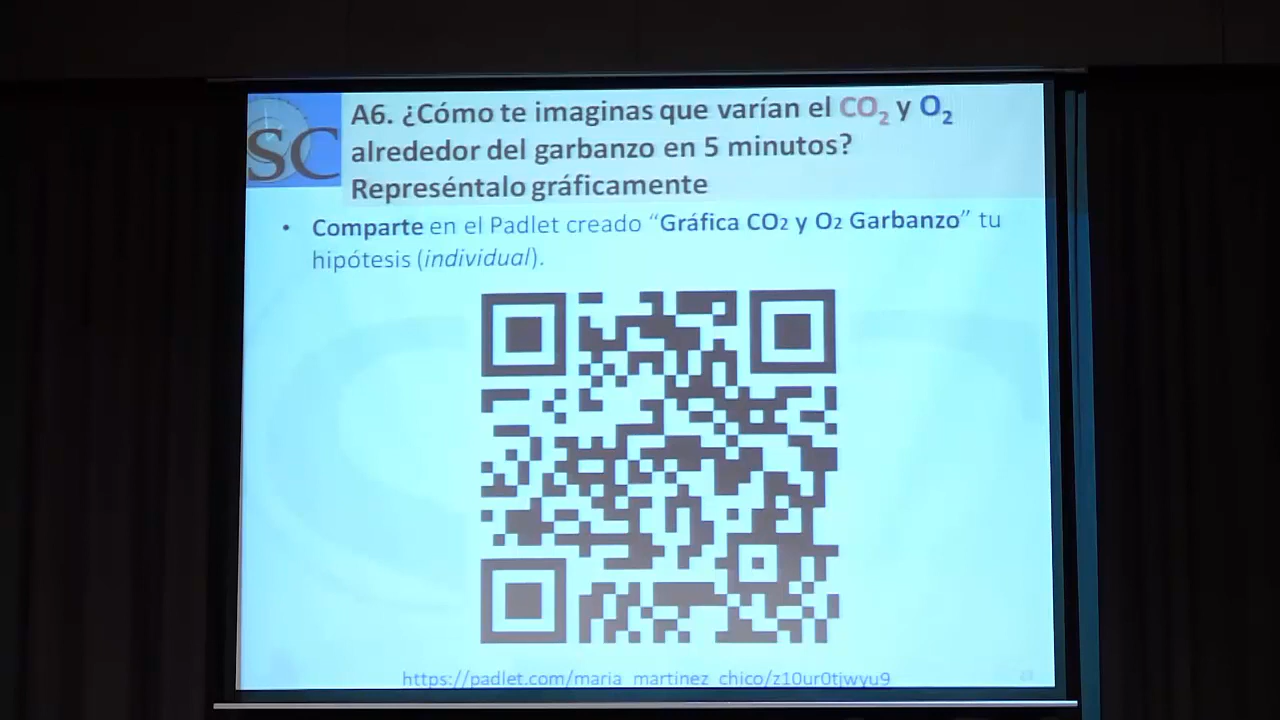 SC
A6. ¿Cómo te imaginas que varían el CO₂ y O₂
alrededor del garbanzo en 5 minutos?
Represéntalo gráficamente
• Comparte en el Padlet creado “Gráfica CO₂ y O₂ Garbanzo” tu
hipótesis (individual).
https://padlet.com/maria_martinez_chico/z10ur0tjwyu9